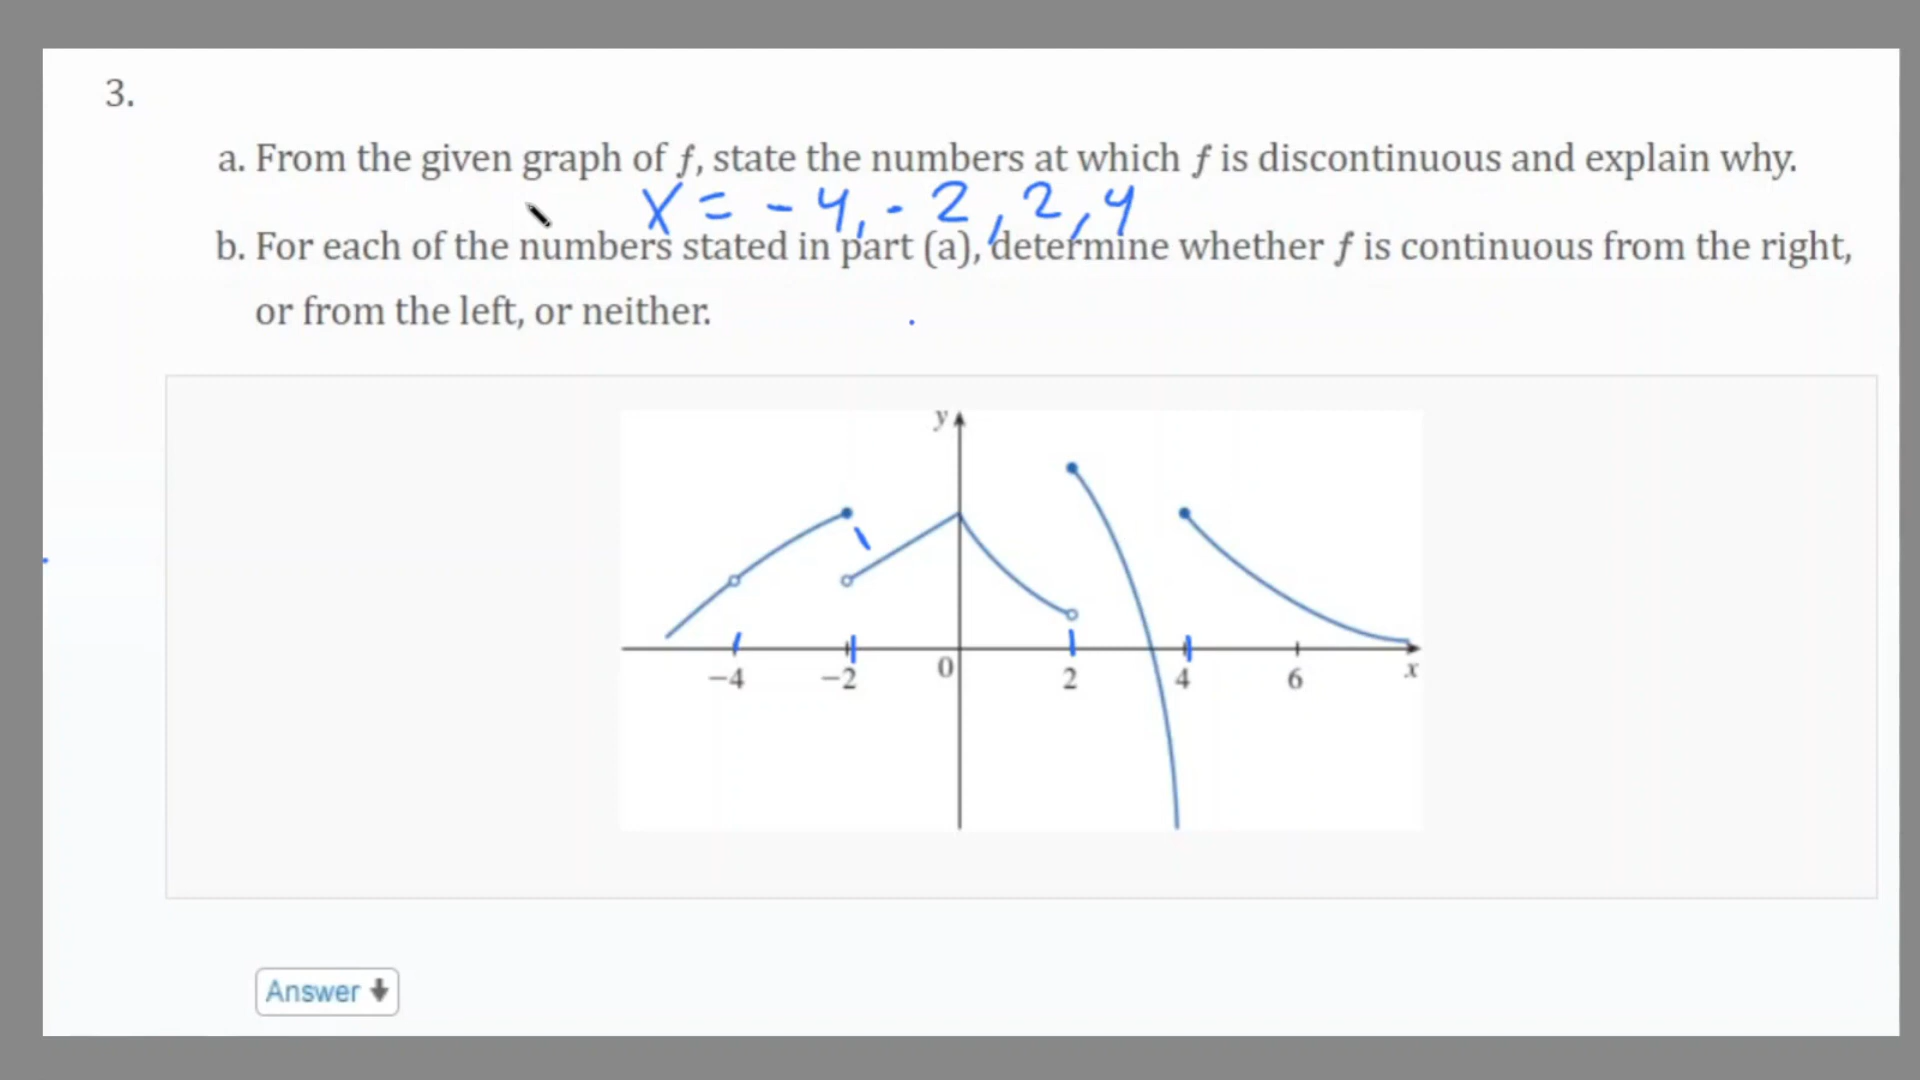 3.
a. From the given graph of f, state the numbers at which f is discontinuous and explain why.
x = -4, -2, 2, 4
b. For each of the numbers stated in part (a), determine whether f is continuous from the right,
or from the left, or neither.
y
−4 −2 0 2 4 6 x
Answer